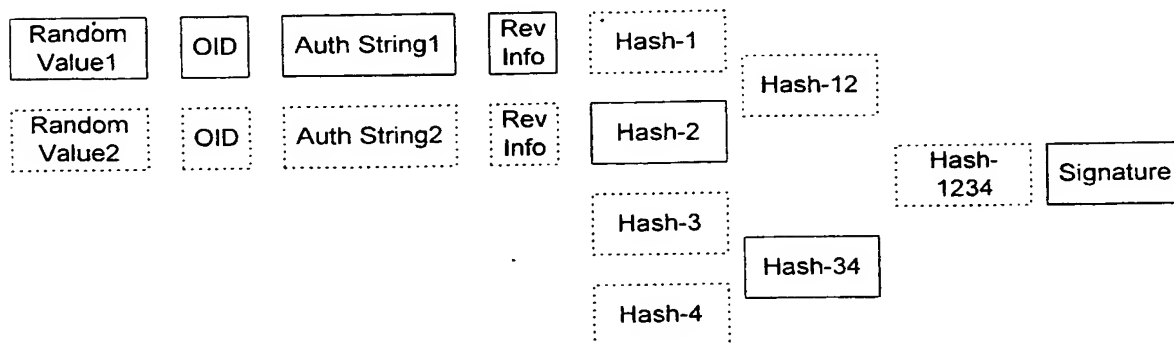 Random
Value1
OID
Auth String1
Rev
Info
Hash-1
Hash-12
Random
Value2
OID
Auth String2
Rev
Info
Hash-2
Hash-
1234
Signature
Hash-3
Hash-34
Hash-4